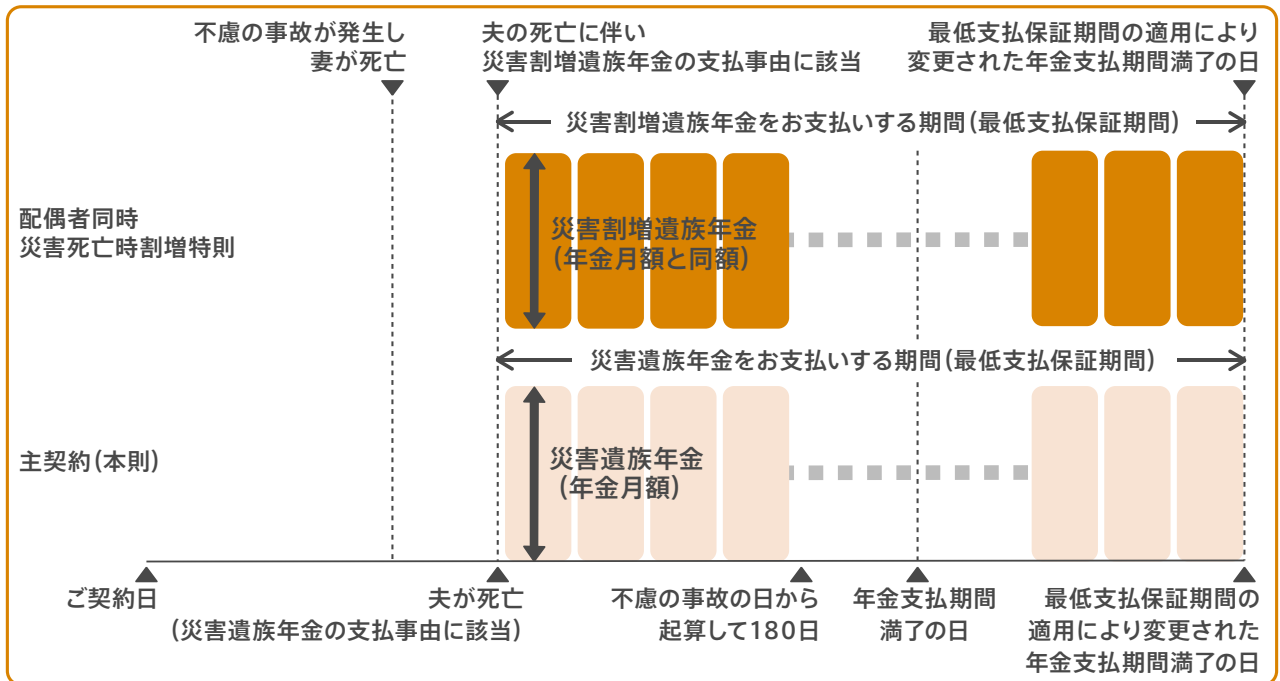 不慮の事故が発生し
妻が死亡
夫の死亡に伴い
災害割増遺族年金の支払事由に該当
最低支払保証期間の適用により
変更された年金支払期間満了の日
災害割増遺族年金をお支払いする期間(最低支払保証期間)
配偶者同時
災害死亡時割増特則
災害割増遺族年金
(年金月額と同額)
災害遺族年金をお支払いする期間(最低支払保証期間)
主契約(本則)
災害遺族年金
(年金月額)
ご契約日
夫が死亡
(災害遺族年金の支払事由に該当)
不慮の事故の日から
起算して180日
年金支払期間
満了の日
最低支払保証期間の
適用により変更された
年金支払期間満了の日